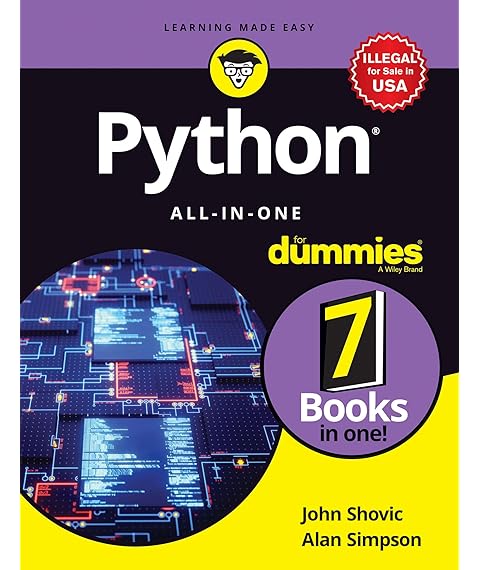 LEARNING MADE EASY
ILLEGAL
for Sale in
USA
Python®
ALL-IN-ONE
for
dummies®
A Wiley Brand
7
Books
in one!
John Shovic
Alan Simpson